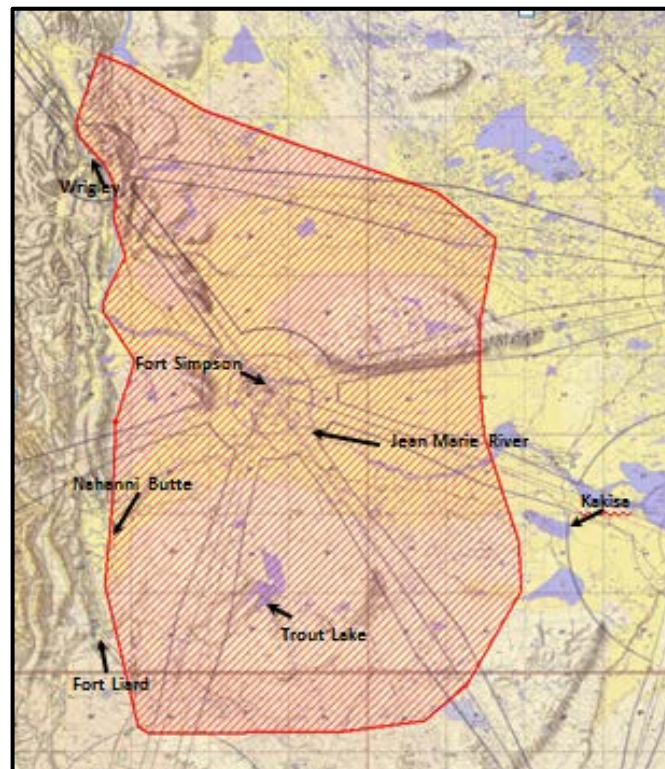 Wrigley
Fort Simpson
Jean Marie River
Nahanni Butte
Kakisa
Trout Lake
Fort Liard